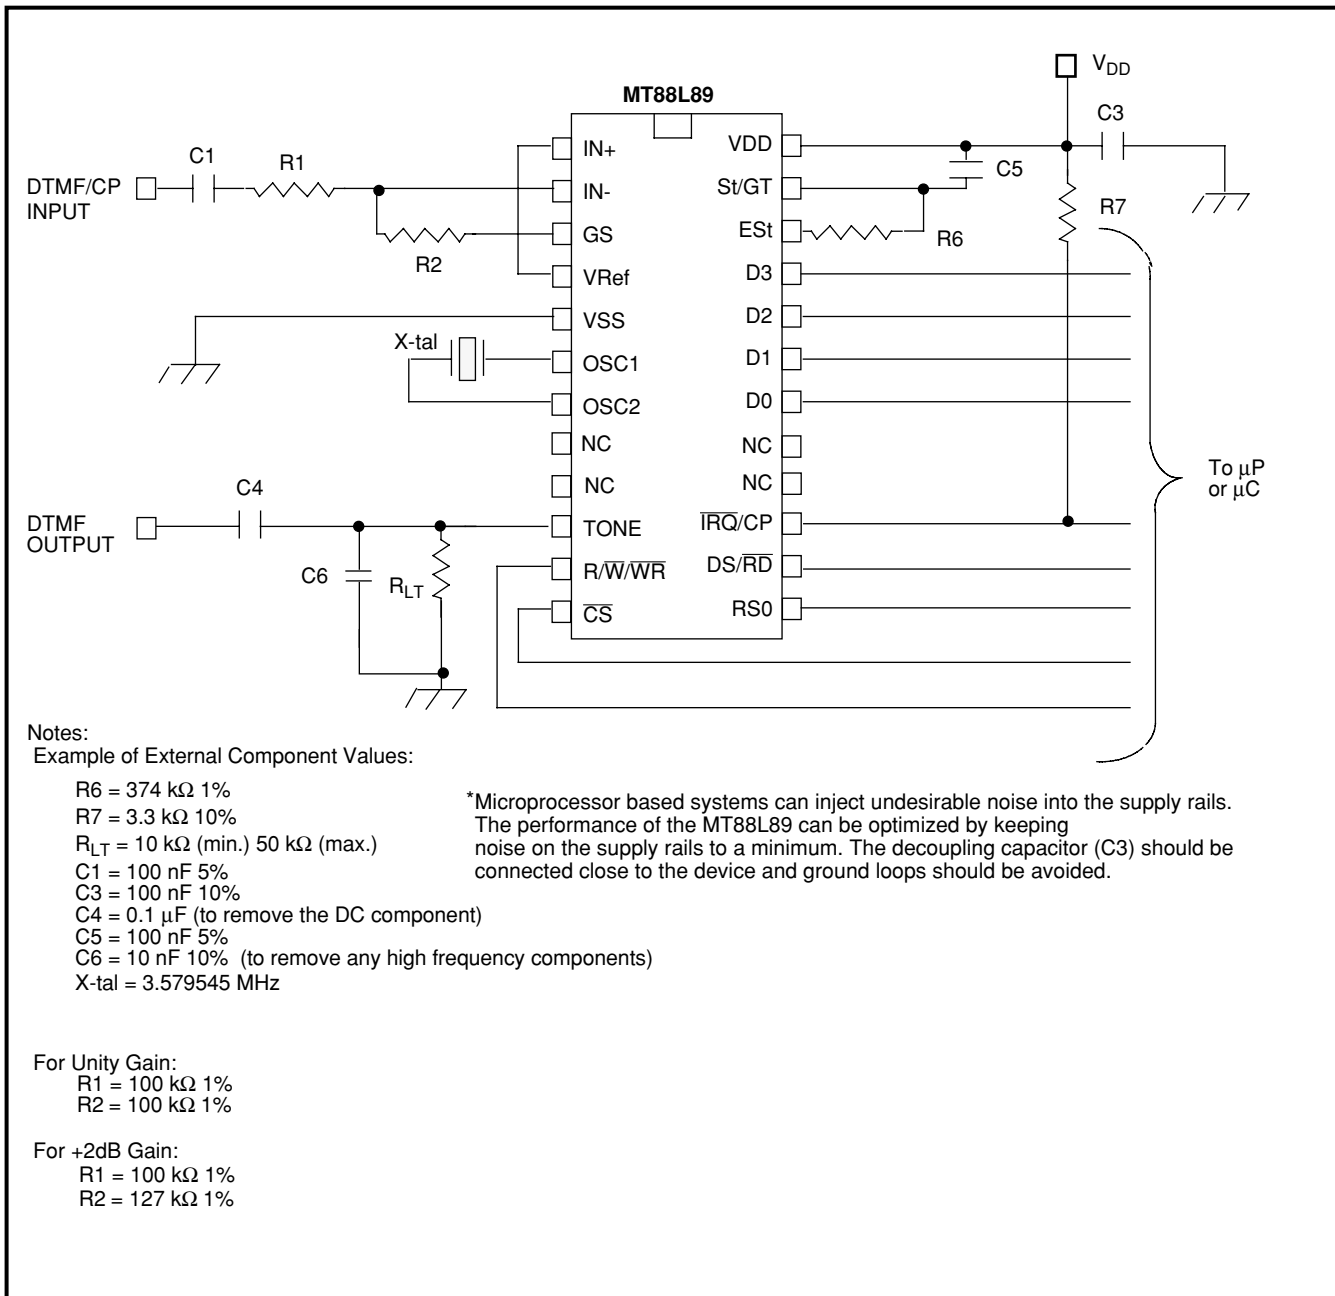 MT88L89
V_DD
C3
C1
R1
DTMF/CP
INPUT
R2
IN+
IN-
GS
VRef
VSS
OSC1
OSC2
NC
NC
TONE
R/W̅/W̅R̅
C̅S̅
VDD
St/GT
ESt
D3
D2
D1
D0
NC
NC
I̅R̅Q̅/CP
DS/R̅D̅
RS0
C5
R6
R7
X-tal
C4
DTMF
OUTPUT
C6
R_LT
To μP
or μC
Notes:
Example of External Component Values:
R6 = 374 kΩ 1%
R7 = 3.3 kΩ 10%
R_LT = 10 kΩ (min.) 50 kΩ (max.)
C1 = 100 nF 5%
C3 = 100 nF 10%
C4 = 0.1 μF (to remove the DC component)
C5 = 100 nF 5%
C6 = 10 nF 10% (to remove any high frequency components)
X-tal = 3.579545 MHz
*Microprocessor based systems can inject undesirable noise into the supply rails.
The performance of the MT88L89 can be optimized by keeping
noise on the supply rails to a minimum. The decoupling capacitor (C3) should be
connected close to the device and ground loops should be avoided.
For Unity Gain:
R1 = 100 kΩ 1%
R2 = 100 kΩ 1%
For +2dB Gain:
R1 = 100 kΩ 1%
R2 = 127 kΩ 1%